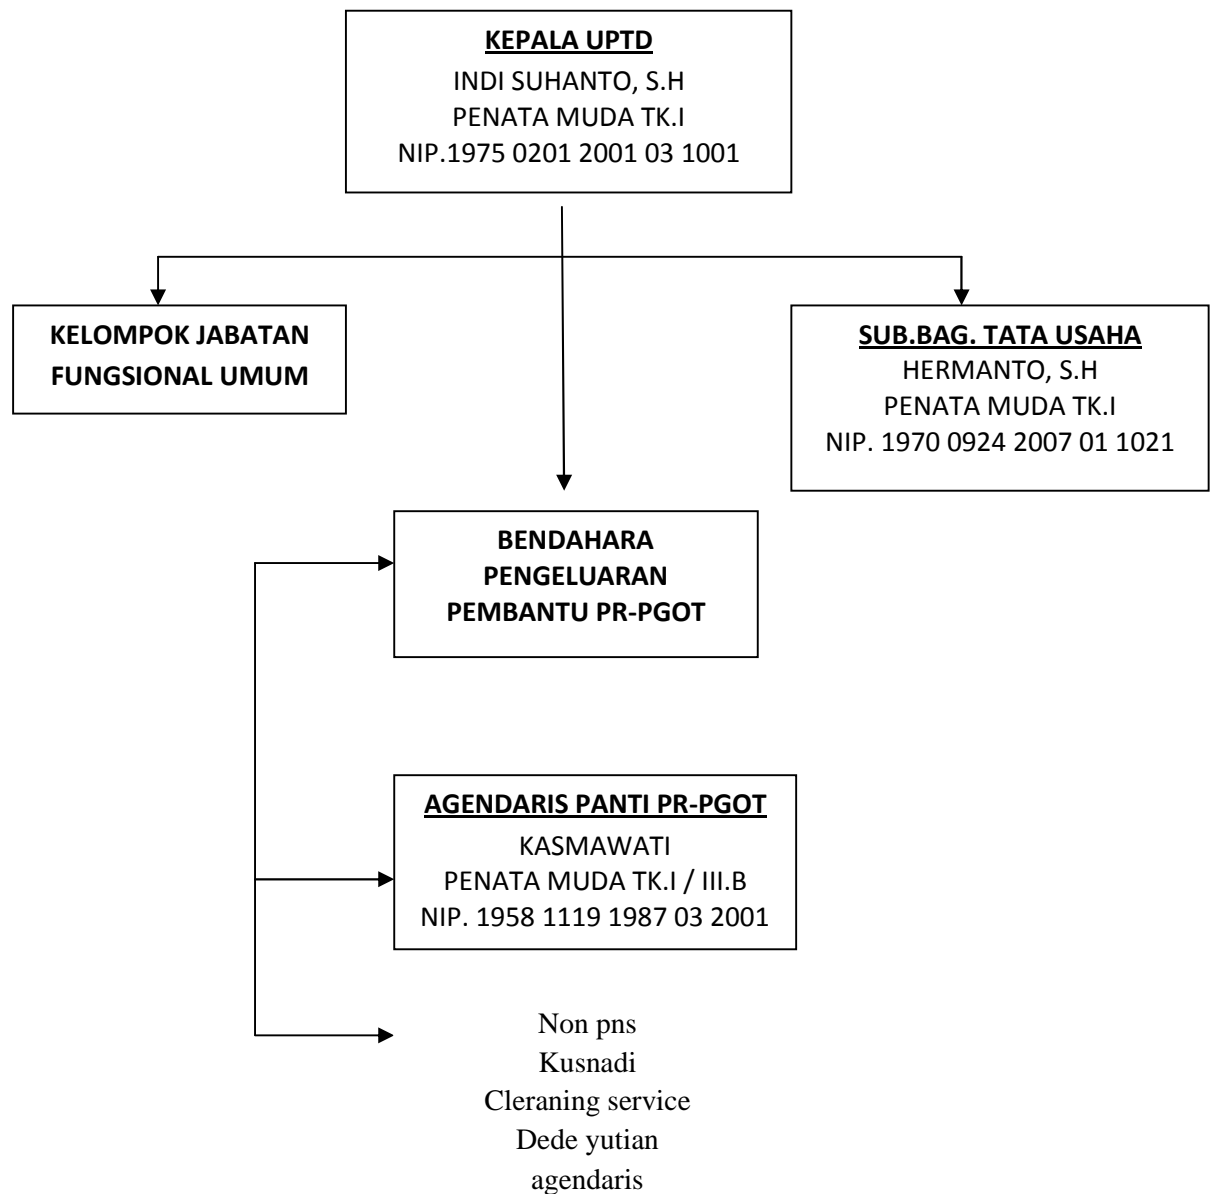 KEPALA UPTD
INDI SUHANTO, S.H
PENATA MUDA TK.I
NIP.1975 0201 2001 03 1001
KELOMPOK JABATAN
FUNGSIONAL UMUM
SUB.BAG. TATA USAHA
HERMANTO, S.H
PENATA MUDA TK.I
NIP. 1970 0924 2007 01 1021
BENDAHARA
PENGELUARAN
PEMBANTU PR-PGOT
AGENDARIS PANTI PR-PGOT
KASMAWATI
PENATA MUDA TK.I / III.B
NIP. 1958 1119 1987 03 2001
Non pns
Kusnadi
Cleraning service
Dede yutian
agendaris